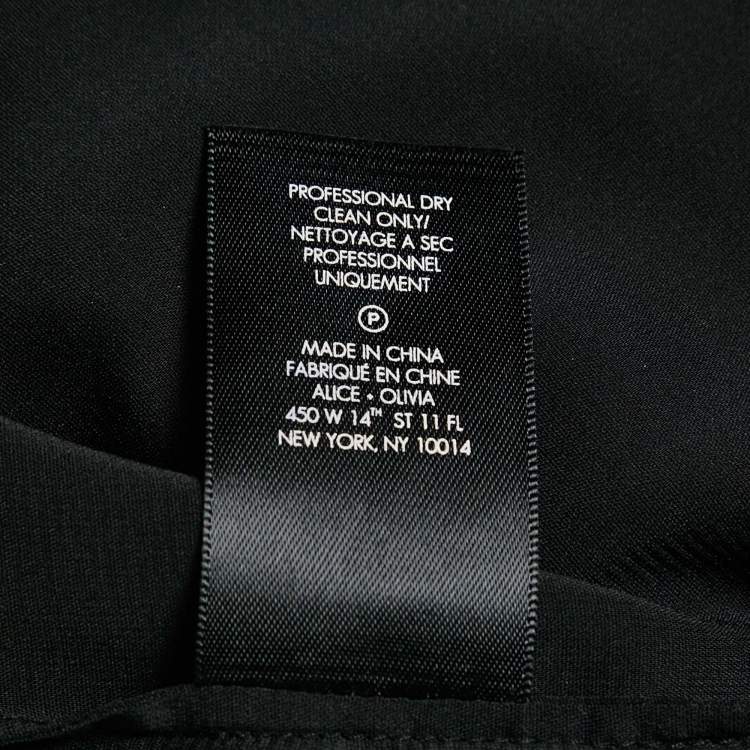 PROFESSIONAL DRY
CLEAN ONLY/
NETTOYAGE A SEC
PROFESSIONNEL
UNIQUEMENT
P
MADE IN CHINA
FABRIQUÉ EN CHINE
ALICE + OLIVIA
450 W 14TH ST 11 FL
NEW YORK, NY 10014